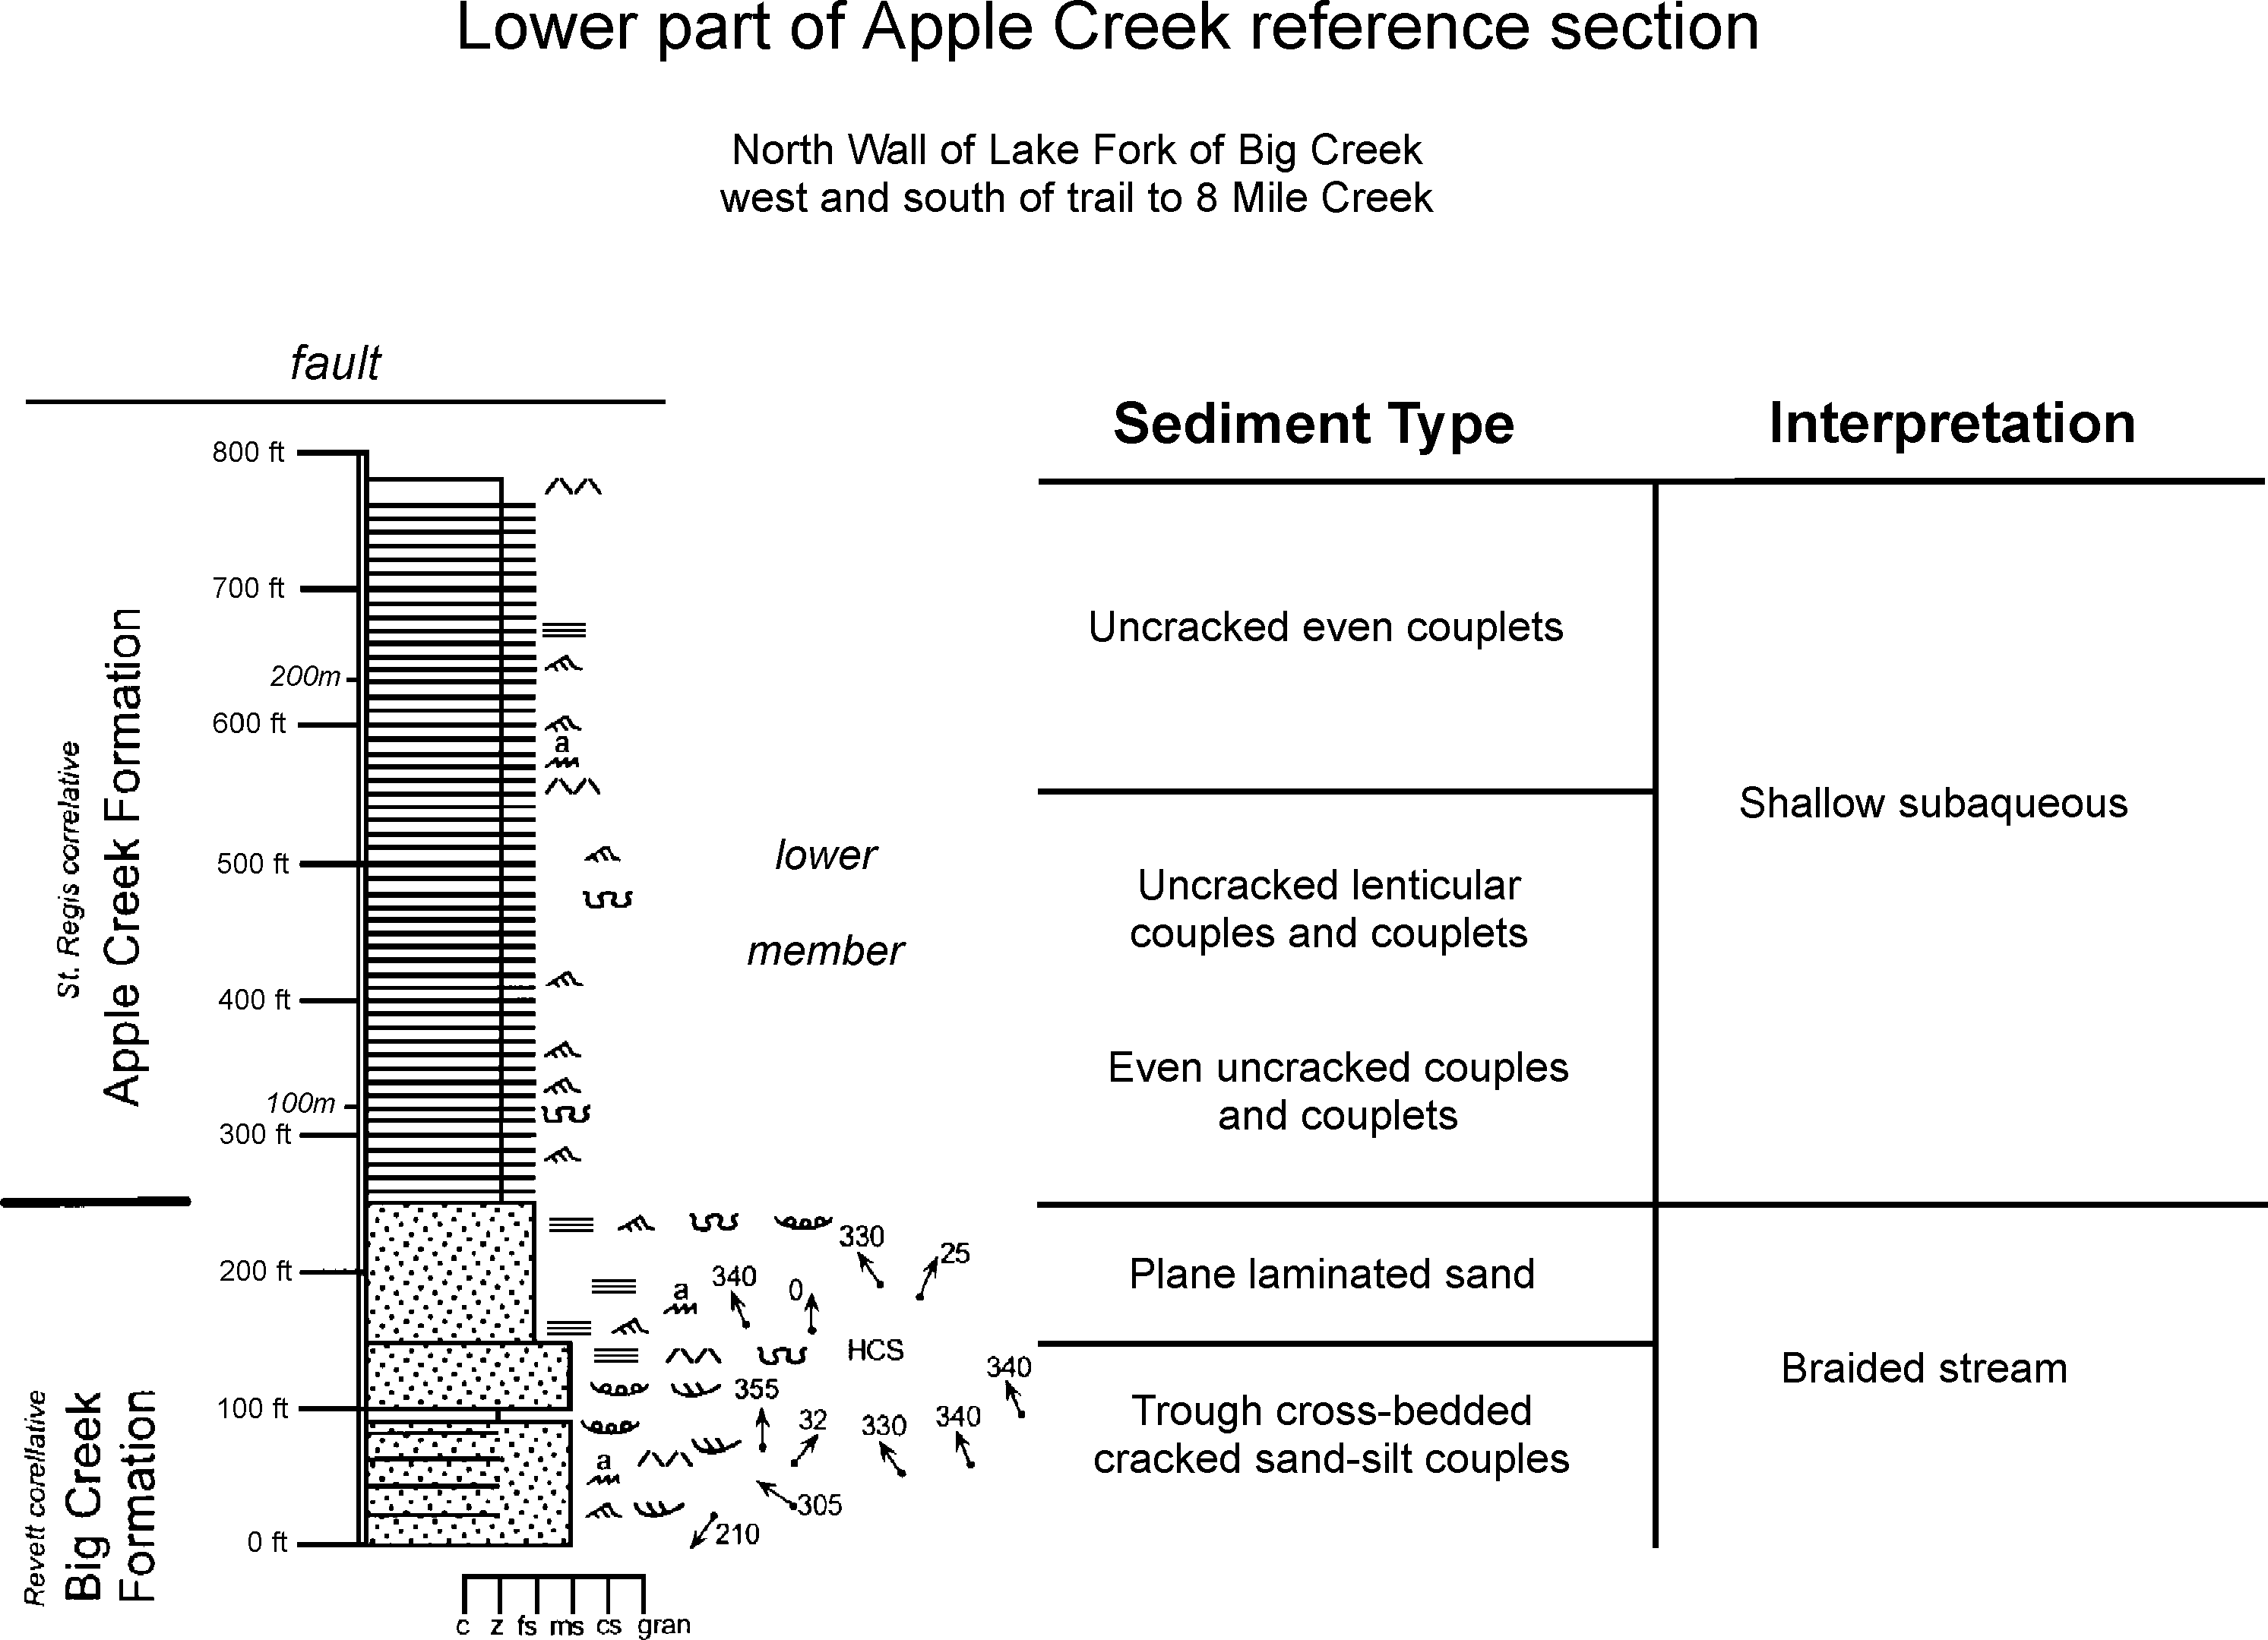 Lower part of Apple Creek reference section
North Wall of Lake Fork of Big Creek
west and south of trail to 8 Mile Creek
fault
Sediment Type
Interpretation
800 ft
700 ft
200m
600 ft
500 ft
400 ft
100m
300 ft
200 ft
100 ft
0 ft
St. Regis correlative
Apple Creek Formation
Revett corellative
Big Creek
Formation
a
lower
member
330
25
a
340
0
HCS
340
355
32
330
340
a
305
210
c z fs ms cs gran
Uncracked even couplets
Uncracked lenticular
couples and couplets
Even uncracked couples
and couplets
Plane laminated sand
Trough cross-bedded
cracked sand-silt couples
Shallow subaqueous
Braided stream